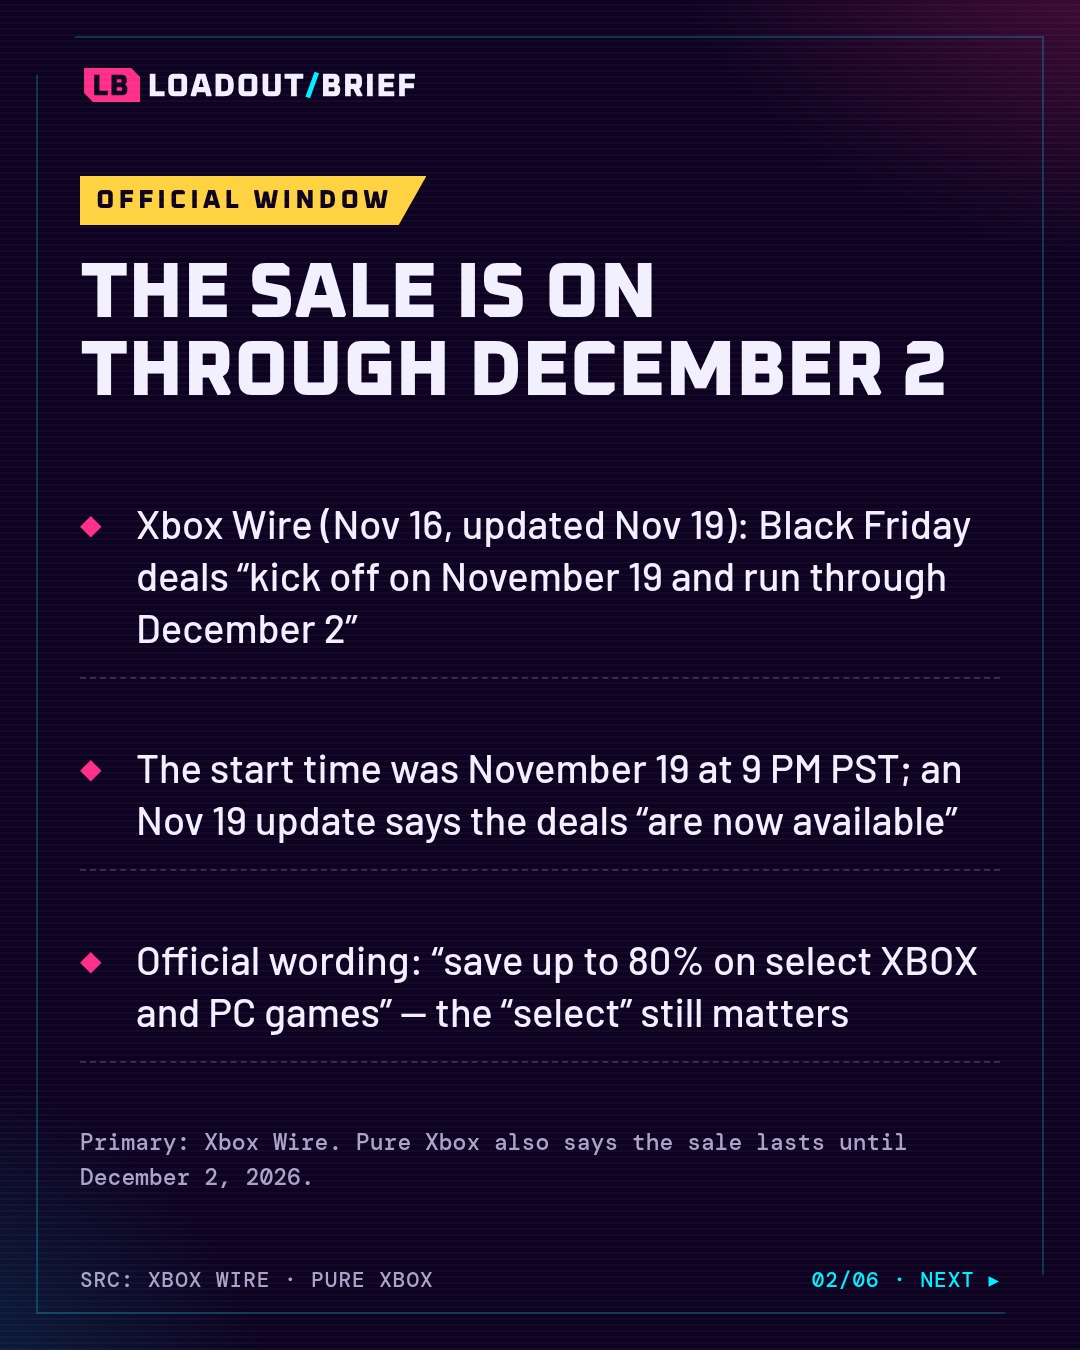 LB LOADOUT/BRIEF
OFFICIAL WINDOW
THE SALE IS ON
THROUGH DECEMBER 2
Xbox Wire (Nov 16, updated Nov 19): Black Friday
deals “kick off on November 19 and run through
December 2”
The start time was November 19 at 9 PM PST; an
Nov 19 update says the deals “are now available”
Official wording: “save up to 80% on select XBOX
and PC games” — the “select” still matters
Primary: Xbox Wire. Pure Xbox also says the sale lasts until
December 2, 2026.
SRC: XBOX WIRE · PURE XBOX
02/06 · NEXT ▸